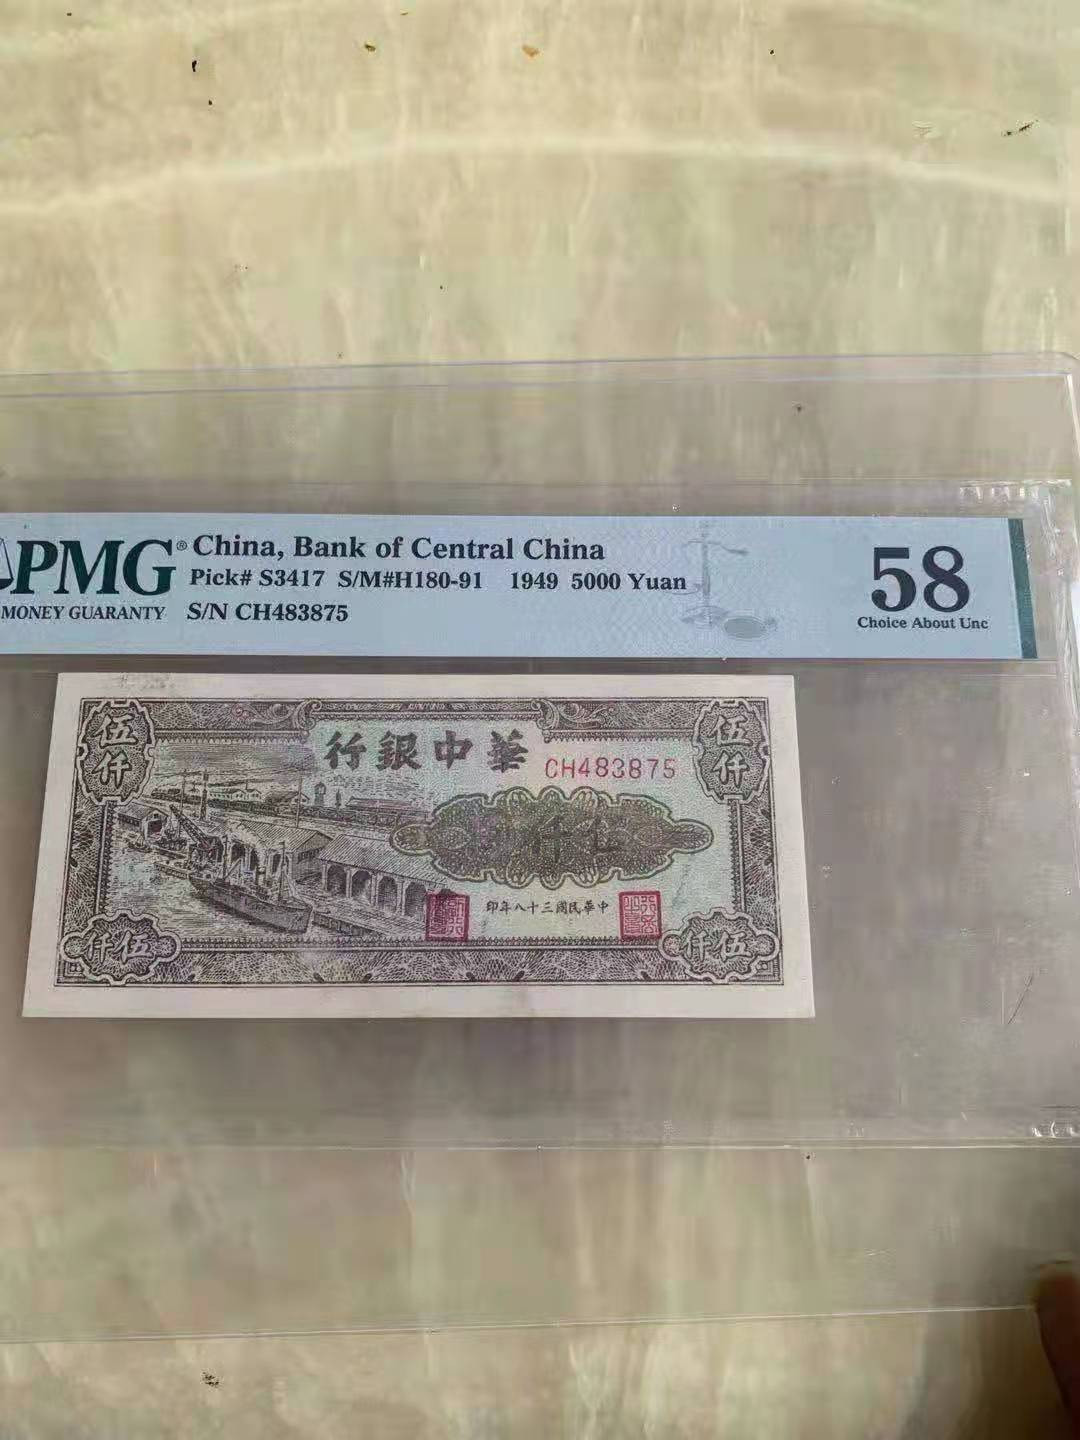 PMG® China, Bank of Central China
Pick# S3417 S/M#H180-91 1949 5000 Yuan
MONEY GUARANTY S/N CH483875
58
Choice About Unc
伍仟
伍仟
行銀中華
CH483875
仟伍
印年八十三國民華中
仟伍
仟伍